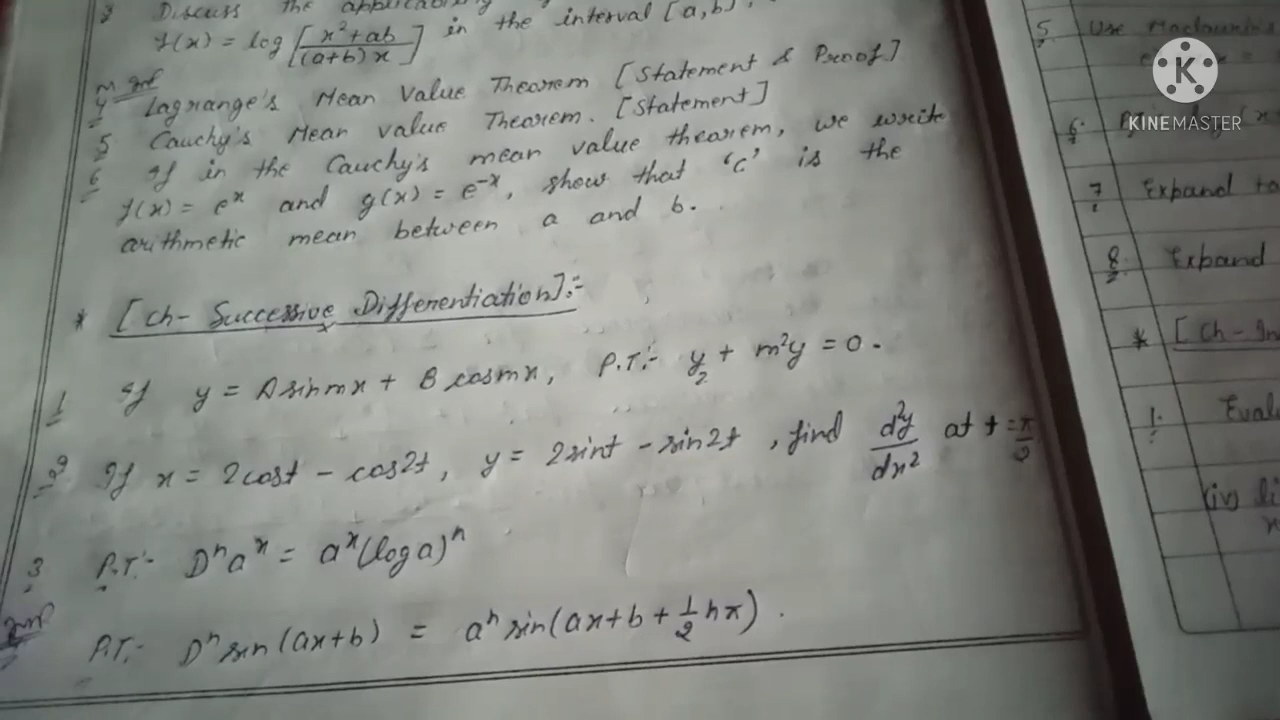 3 Discuss the
f(x) = log [x²+ab / (a+b)x] in the interval [a,b].
4 Lagrange's Mean Value Theorem [Statement & Proof]
5 Cauchy's Mean value Theorem. [Statement]
6 If in the Cauchy's mean value theorem, we write
f(x) = eˣ and g(x) = e⁻ˣ, show that 'c' is the
arithmetic mean between a and b.
* [Ch- Successive Differentiation]:-
1 If y = A sin mx + B cos mx, P.T:- y₂ + m²y = 0.
2 If x = 2cost - cos2t, y = 2sint - sin2t, find d²y/dx² at t = π/2
3 P.T:- Dⁿaˣ = aˣ(log a)ⁿ
P.T:- Dⁿ sin(ax+b) = aⁿ sin(ax+b+½nπ).
5 Use
6
7 Expand
8 Expand
* [Ch-
1.
(iv)
KINEMASTER